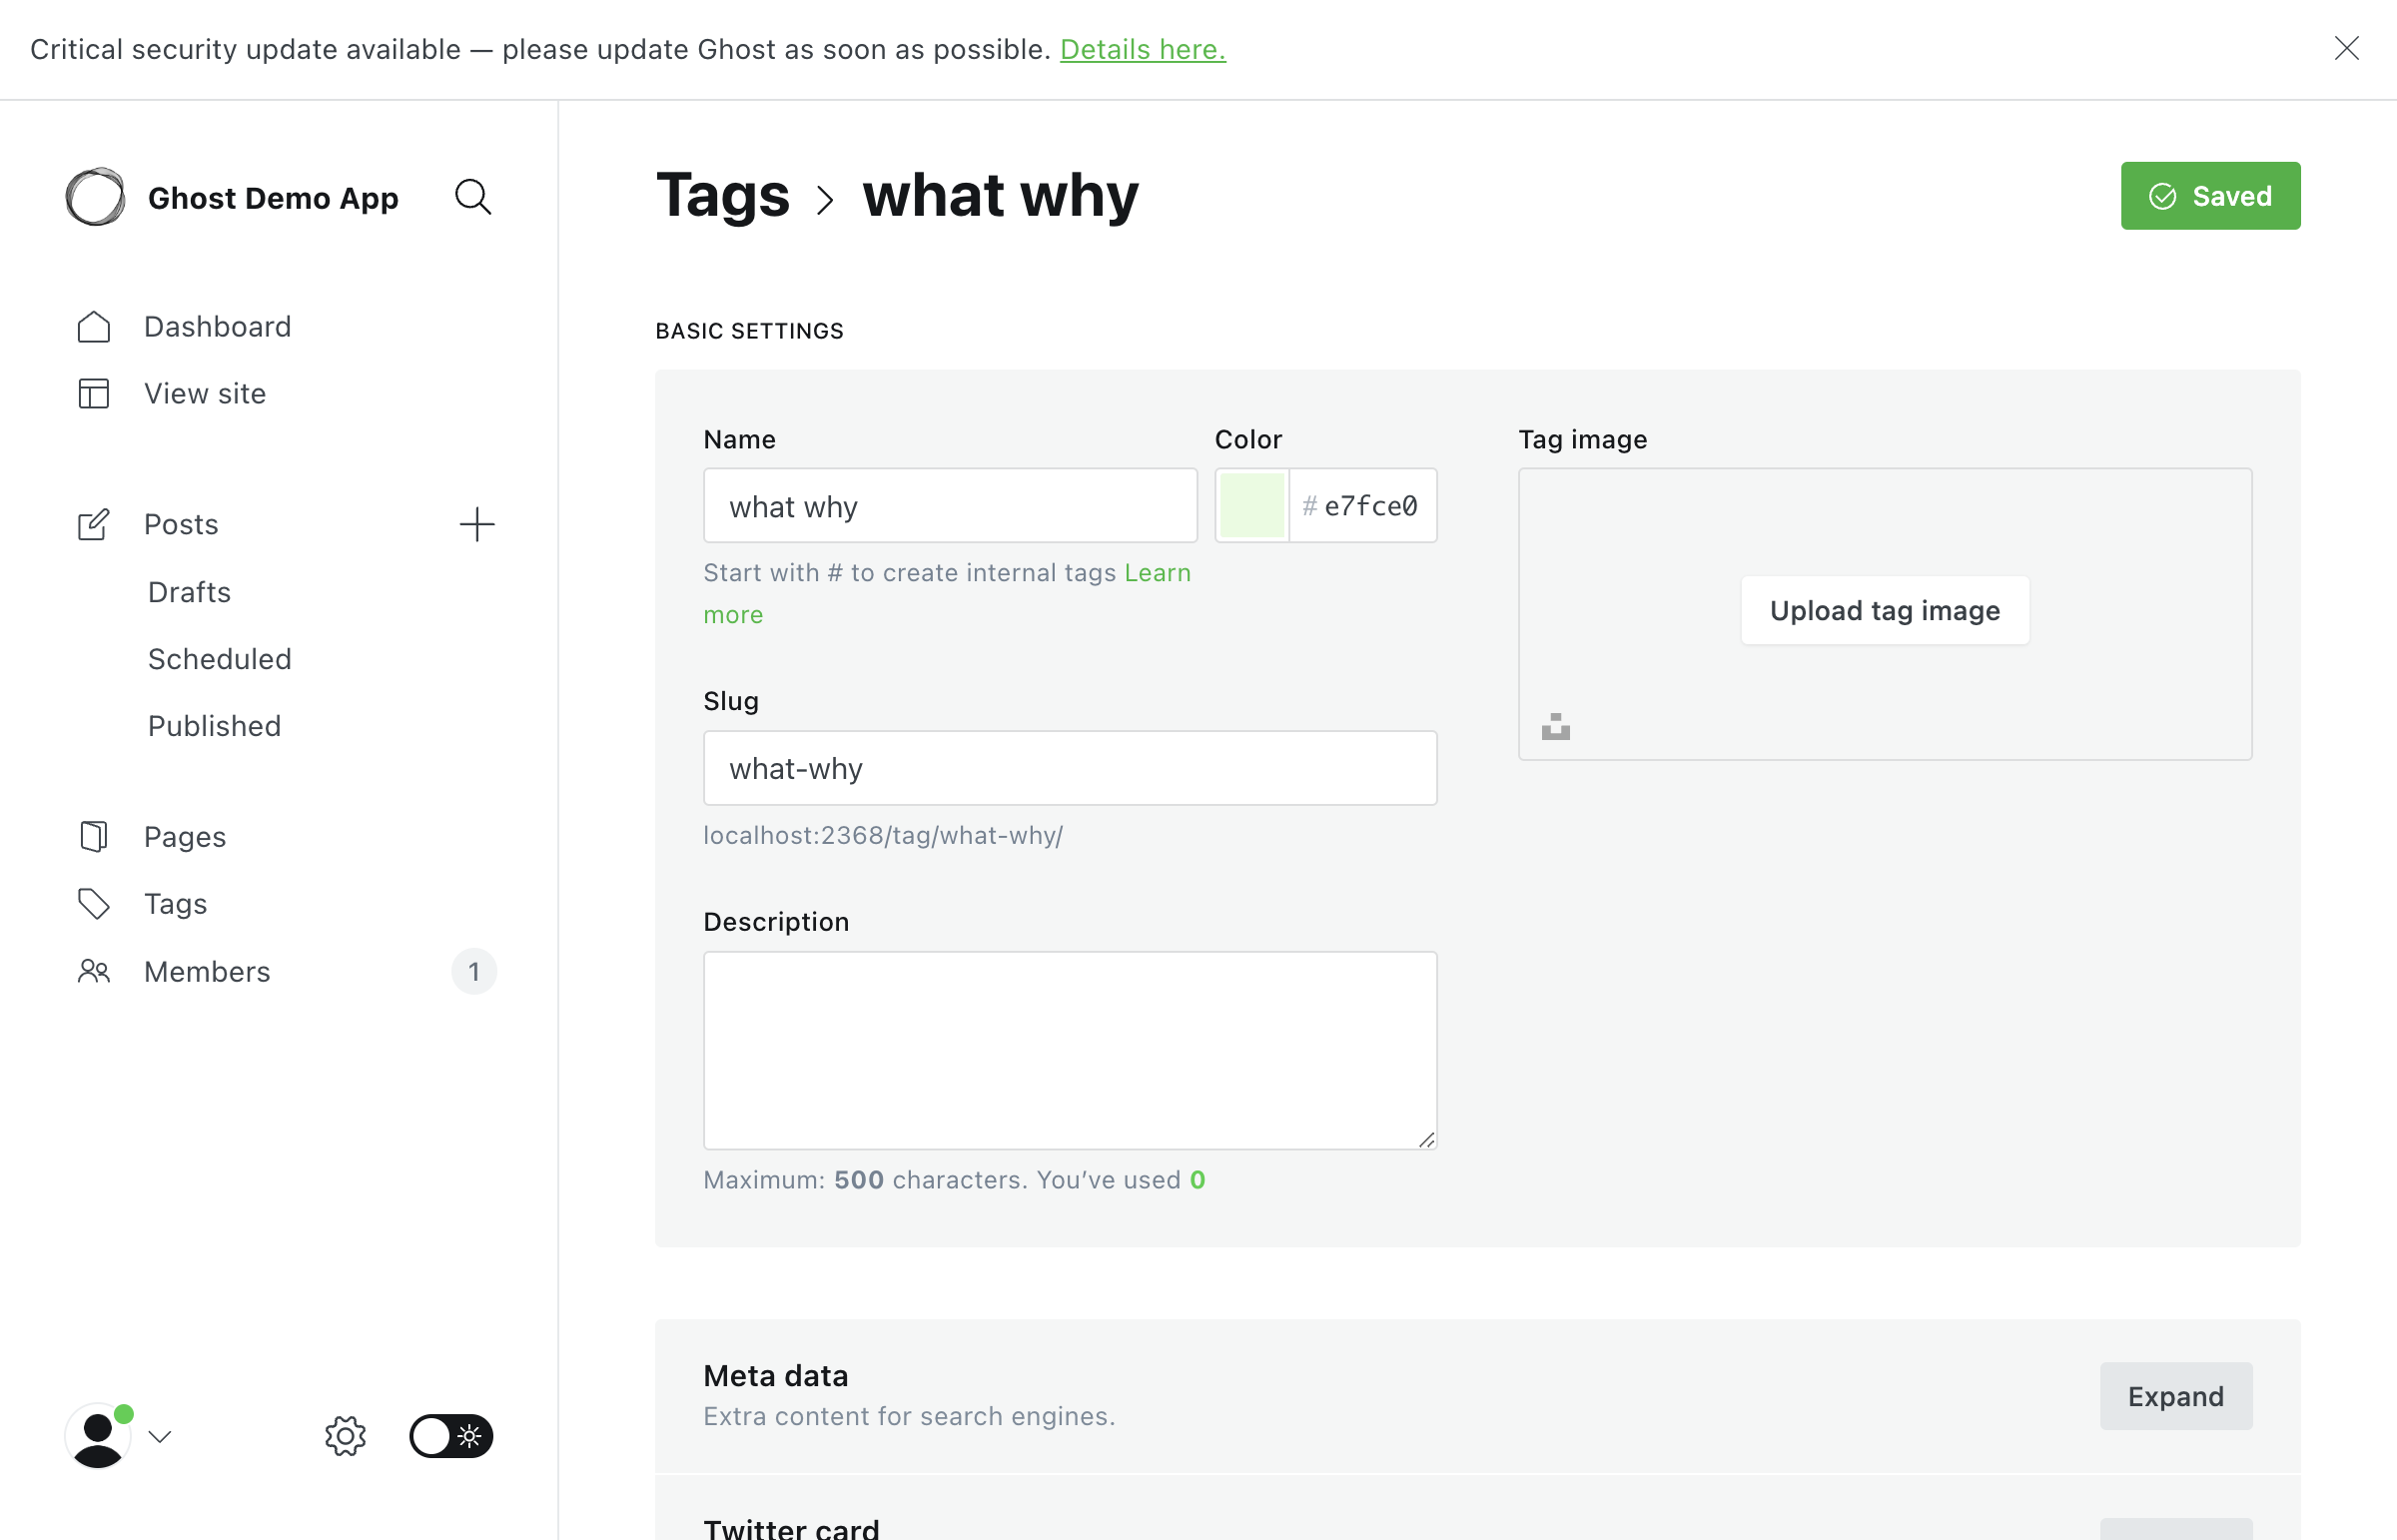 Critical security update available — please update Ghost as soon as possible. Details here.
Ghost Demo App
Dashboard
View site
Posts
Drafts
Scheduled
Published
Pages
Tags
Members 1
Tags > what why
Saved
BASIC SETTINGS
Name
what why
Start with # to create internal tags Learn
more
Color
# e7fce0
Slug
what-why
localhost:2368/tag/what-why/
Description
Maximum: 500 characters. You’ve used 0
Tag image
Upload tag image
Meta data
Extra content for search engines.
Expand
Twitter card